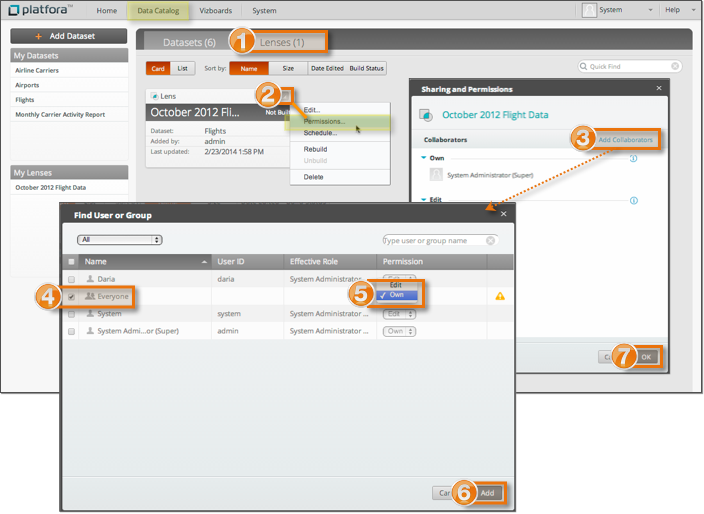 platfora™ Home Data Catalog Vizboards System System Help
+ Add Dataset
My Datasets
Airline Carriers
Airports
Flights
Monthly Carrier Activity Report
My Lenses
October 2012 Flight Data
Datasets (6) 1 Lenses (1)
Card List Sort by: Name Size Date Edited Build Status Quick Find
Lens 2
October 2012 Fli... Not Buil
Dataset: Flights
Added by: admin
Last updated: 2/23/2014 1:58 PM
Edit...
Permissions...
Schedule...
Rebuild
Unbuild
Delete
Sharing and Permissions ×
October 2012 Flight Data
Collaborators 3 Add Collaborators
Own
System Administrator (Super)
Edit
7 OK
Find User or Group ×
All Type user or group name
Name User ID Effective Role Permission
Daria daria System Administrator Edit
Edit
4 Everyone 5 ✓ Own
System system System Administrator ... Edit
System Admi...or (Super) admin System Administrator ... Own
6 Add